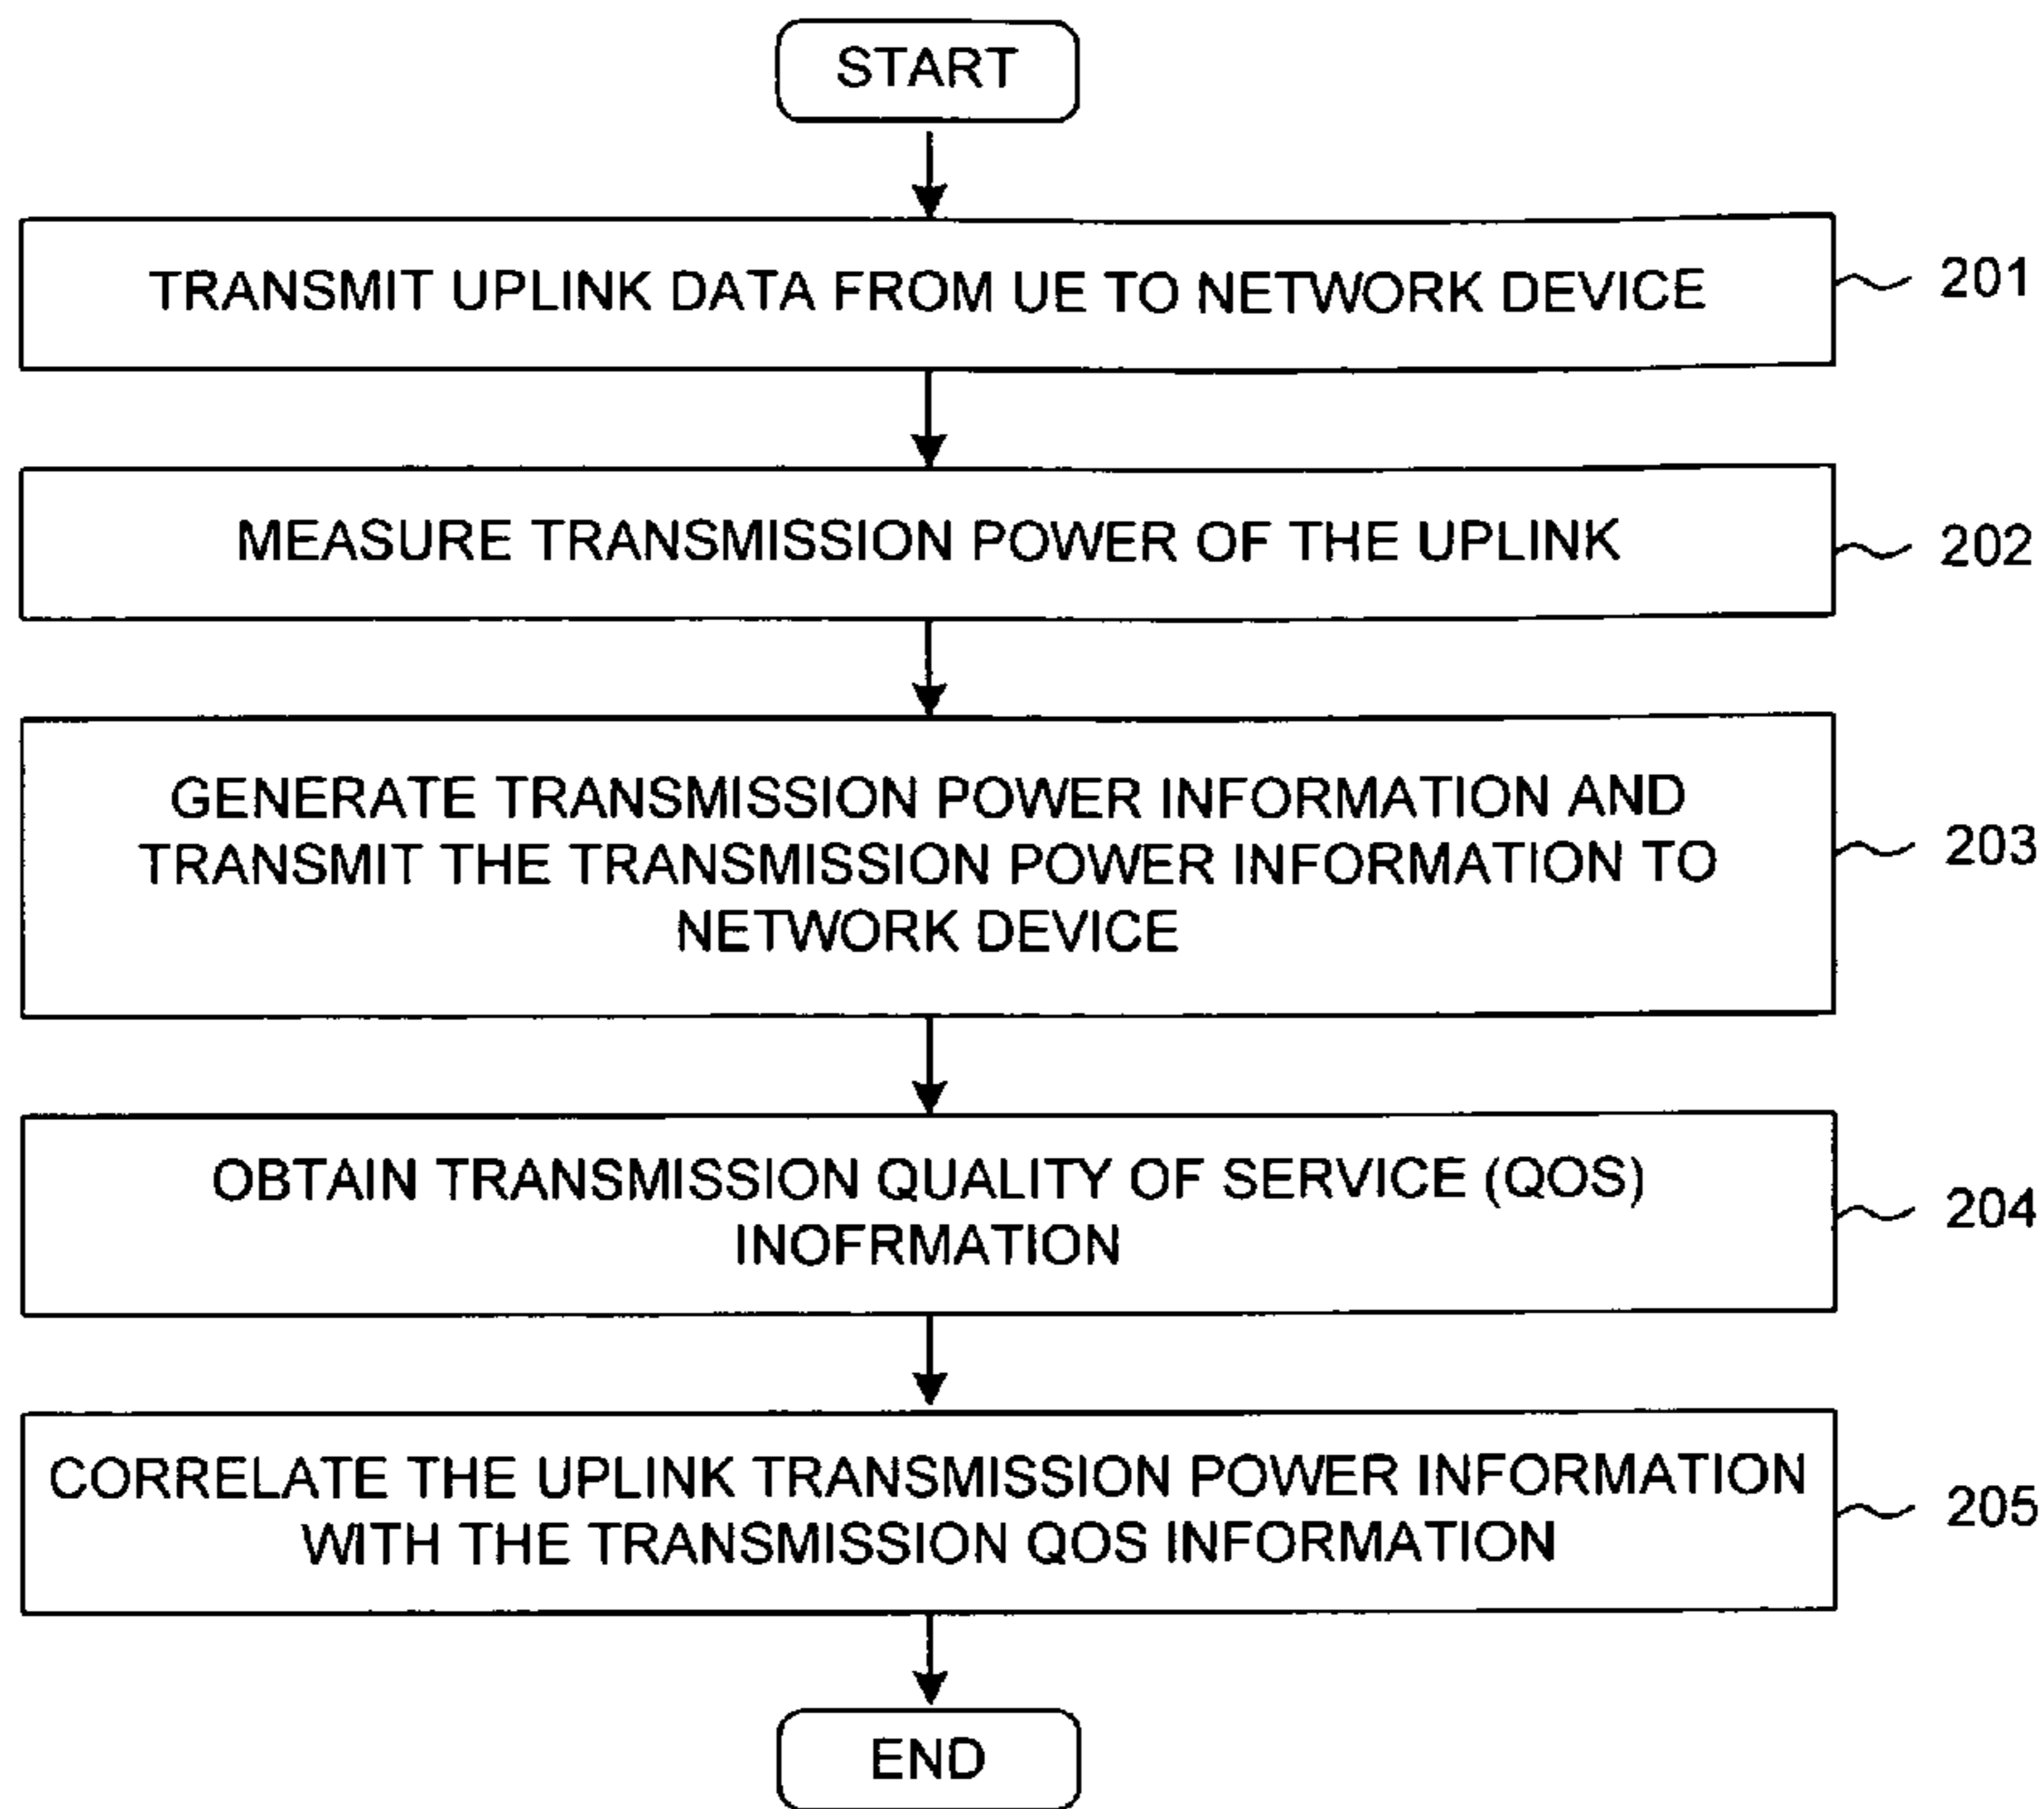 START
TRANSMIT UPLINK DATA FROM UE TO NETWORK DEVICE
201
MEASURE TRANSMISSION POWER OF THE UPLINK
202
GENERATE TRANSMISSION POWER INFORMATION AND
TRANSMIT THE TRANSMISSION POWER INFORMATION TO
NETWORK DEVICE
203
OBTAIN TRANSMISSION QUALITY OF SERVICE (QOS)
INOFRMATION
204
CORRELATE THE UPLINK TRANSMISSION POWER INFORMATION
WITH THE TRANSMISSION QOS INFORMATION
205
END